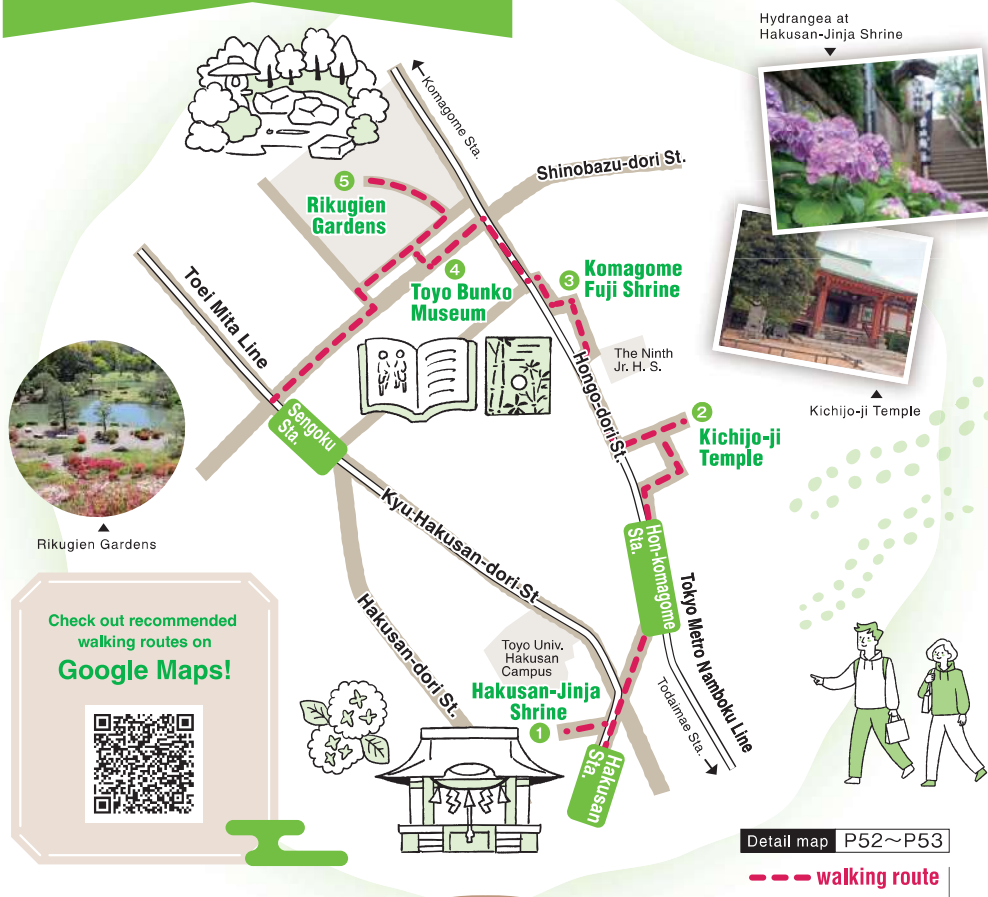 Hydrangea at
Hakusan-Jinja Shrine
Komagome Sta.
Shinobazu-dori St.
5
Rikugien
Gardens
4
Toyo Bunko
Museum
3
Komagome
Fuji Shrine
Toei Mita Line
The Ninth
Jr. H. S.
Hongo-dori St.
Kichijo-ji Temple
2
Kichijo-ji
Temple
Sengoku
Sta.
Rikugien Gardens
Kyu-Hakusan-dori St
Hon-komagome
Sta.
Tokyo Metro Namboku Line
Check out recommended
walking routes on
Google Maps!
Hakusan-dori St.
Toyo Univ.
Hakusan
Campus
Hakusan-Jinja
Shrine
1
Todaimae Sta.
Hakusan
Sta.
Detail map P52~P53
walking route